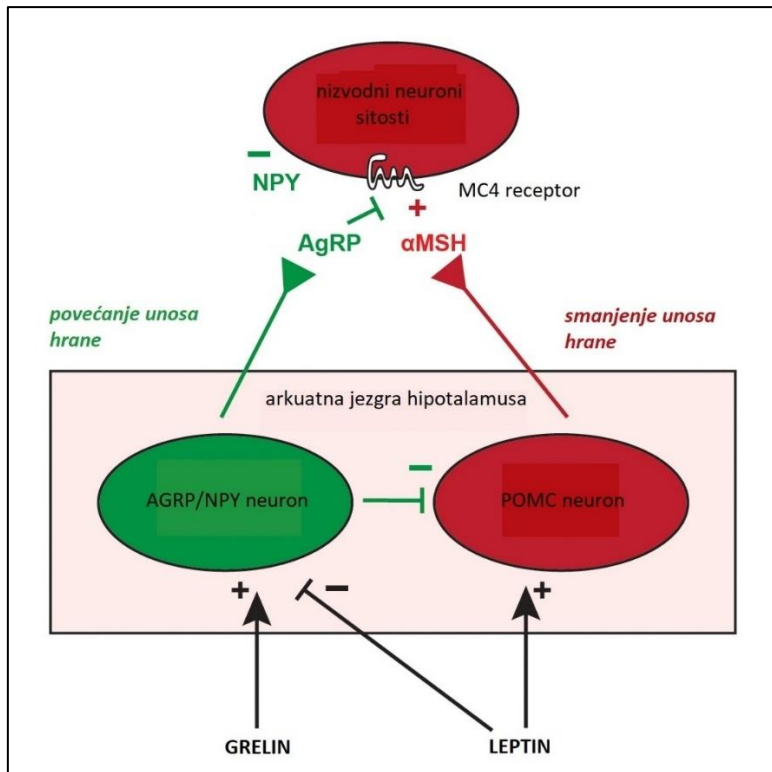 nizvodni neuroni
sitosti
−
NPY
MC4 receptor
+
AgRP
αMSH
povećanje unosa
hrane
smanjenje unosa
hrane
arkuatna jezgra hipotalamusa
−
AGRP/NPY neuron
POMC neuron
+
−
+
GRELIN
LEPTIN